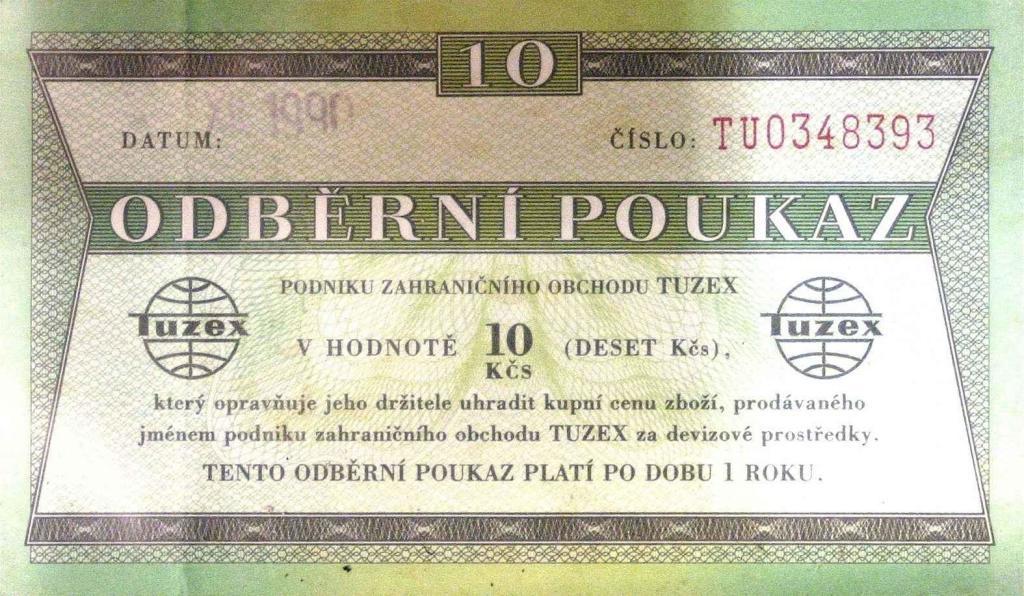 10
XII 1990
DATUM:
ČÍSLO: TU0348393
ODBĚRNÍ POUKAZ
PODNIKU ZAHRANIČNÍHO OBCHODU TUZEX
Tuzex
Tuzex
V HODNOTĚ 10 (DESET Kčs),
KČS
který opravňuje jeho držitele uhradit kupní cenu zboží, prodávaného
jménem podniku zahraničního obchodu TUZEX za devizové prostředky.
TENTO ODBĚRNÍ POUKAZ PLATÍ PO DOBU 1 ROKU.